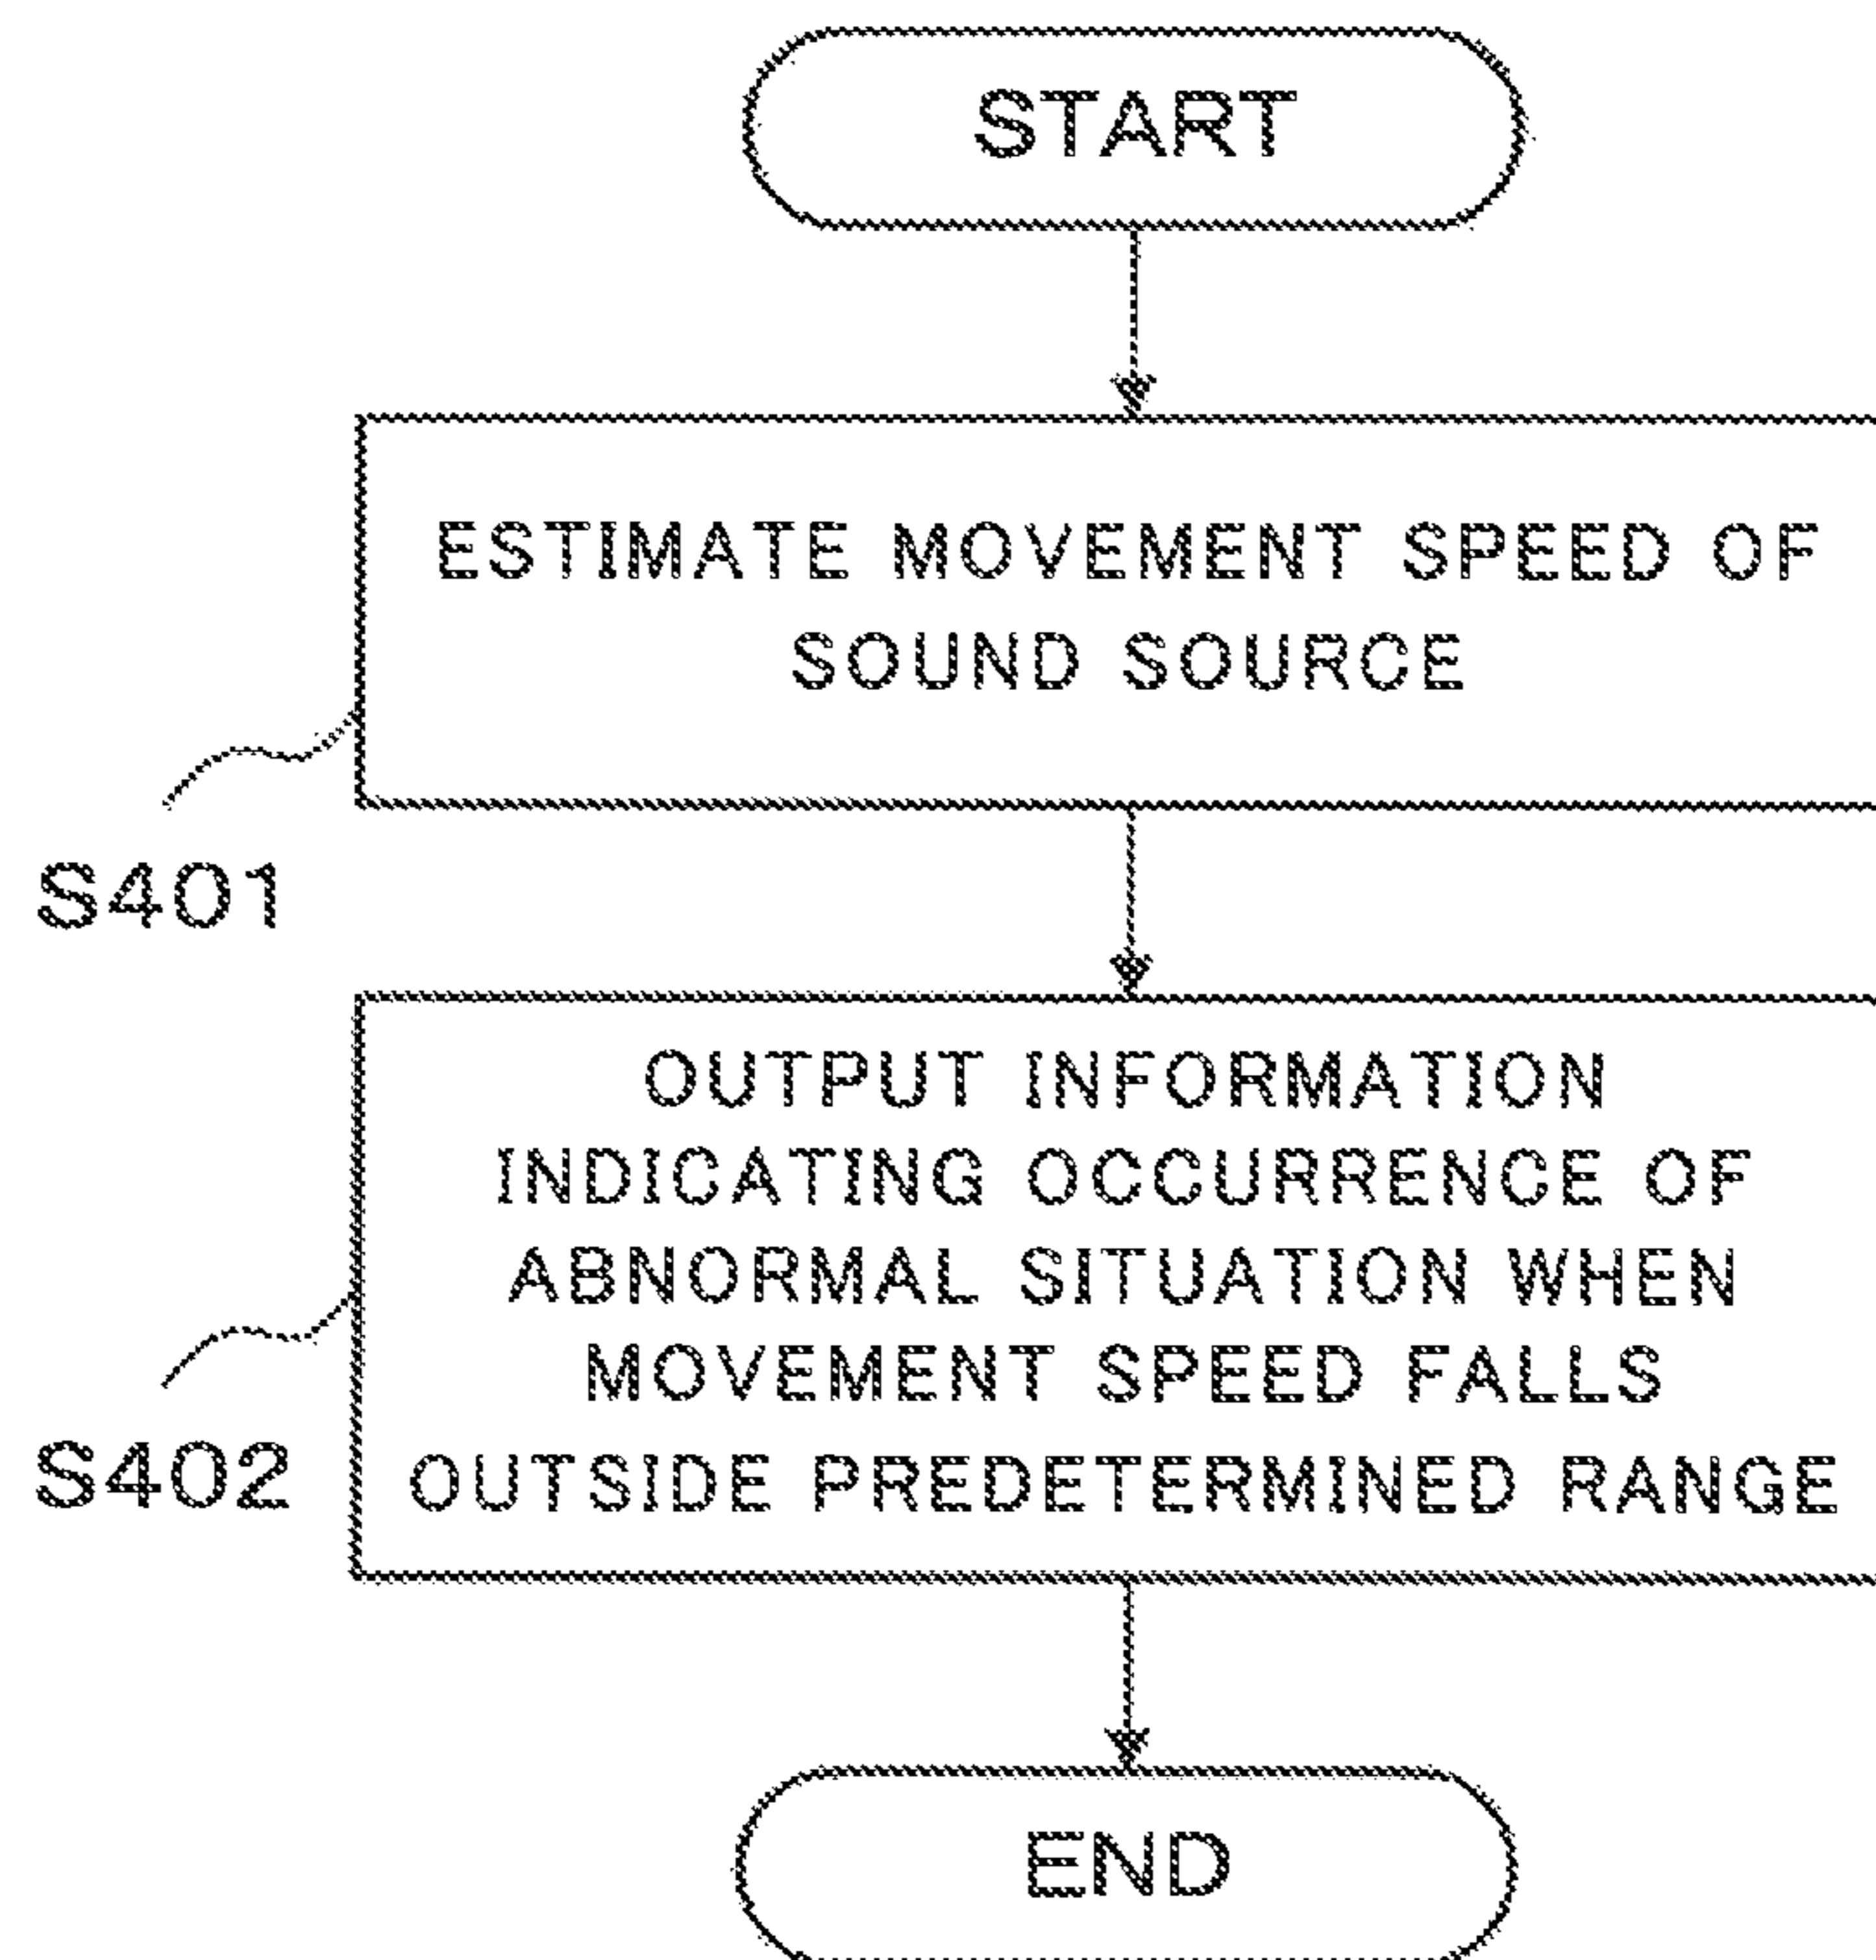 START
ESTIMATE MOVEMENT SPEED OF
SOUND SOURCE
S401
OUTPUT INFORMATION
INDICATING OCCURRENCE OF
ABNORMAL SITUATION WHEN
MOVEMENT SPEED FALLS
OUTSIDE PREDETERMINED RANGE
S402
END